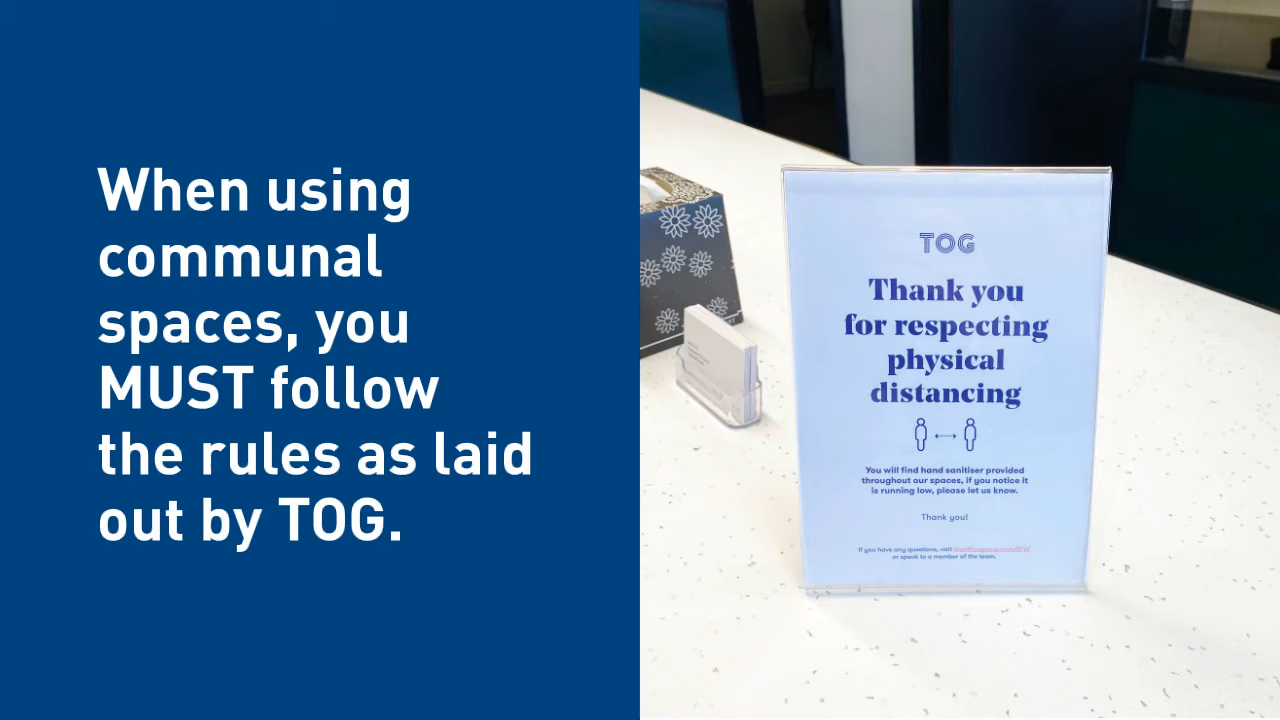 When using
communal
spaces, you
MUST follow
the rules as laid
out by TOG.
TOG
Thank you
for respecting
physical
distancing
You will find hand sanitiser provided
throughout our spaces, if you notice it
is running low, please let us know.
Thank you!
If you have any questions, visit
or speak to a member of the team.